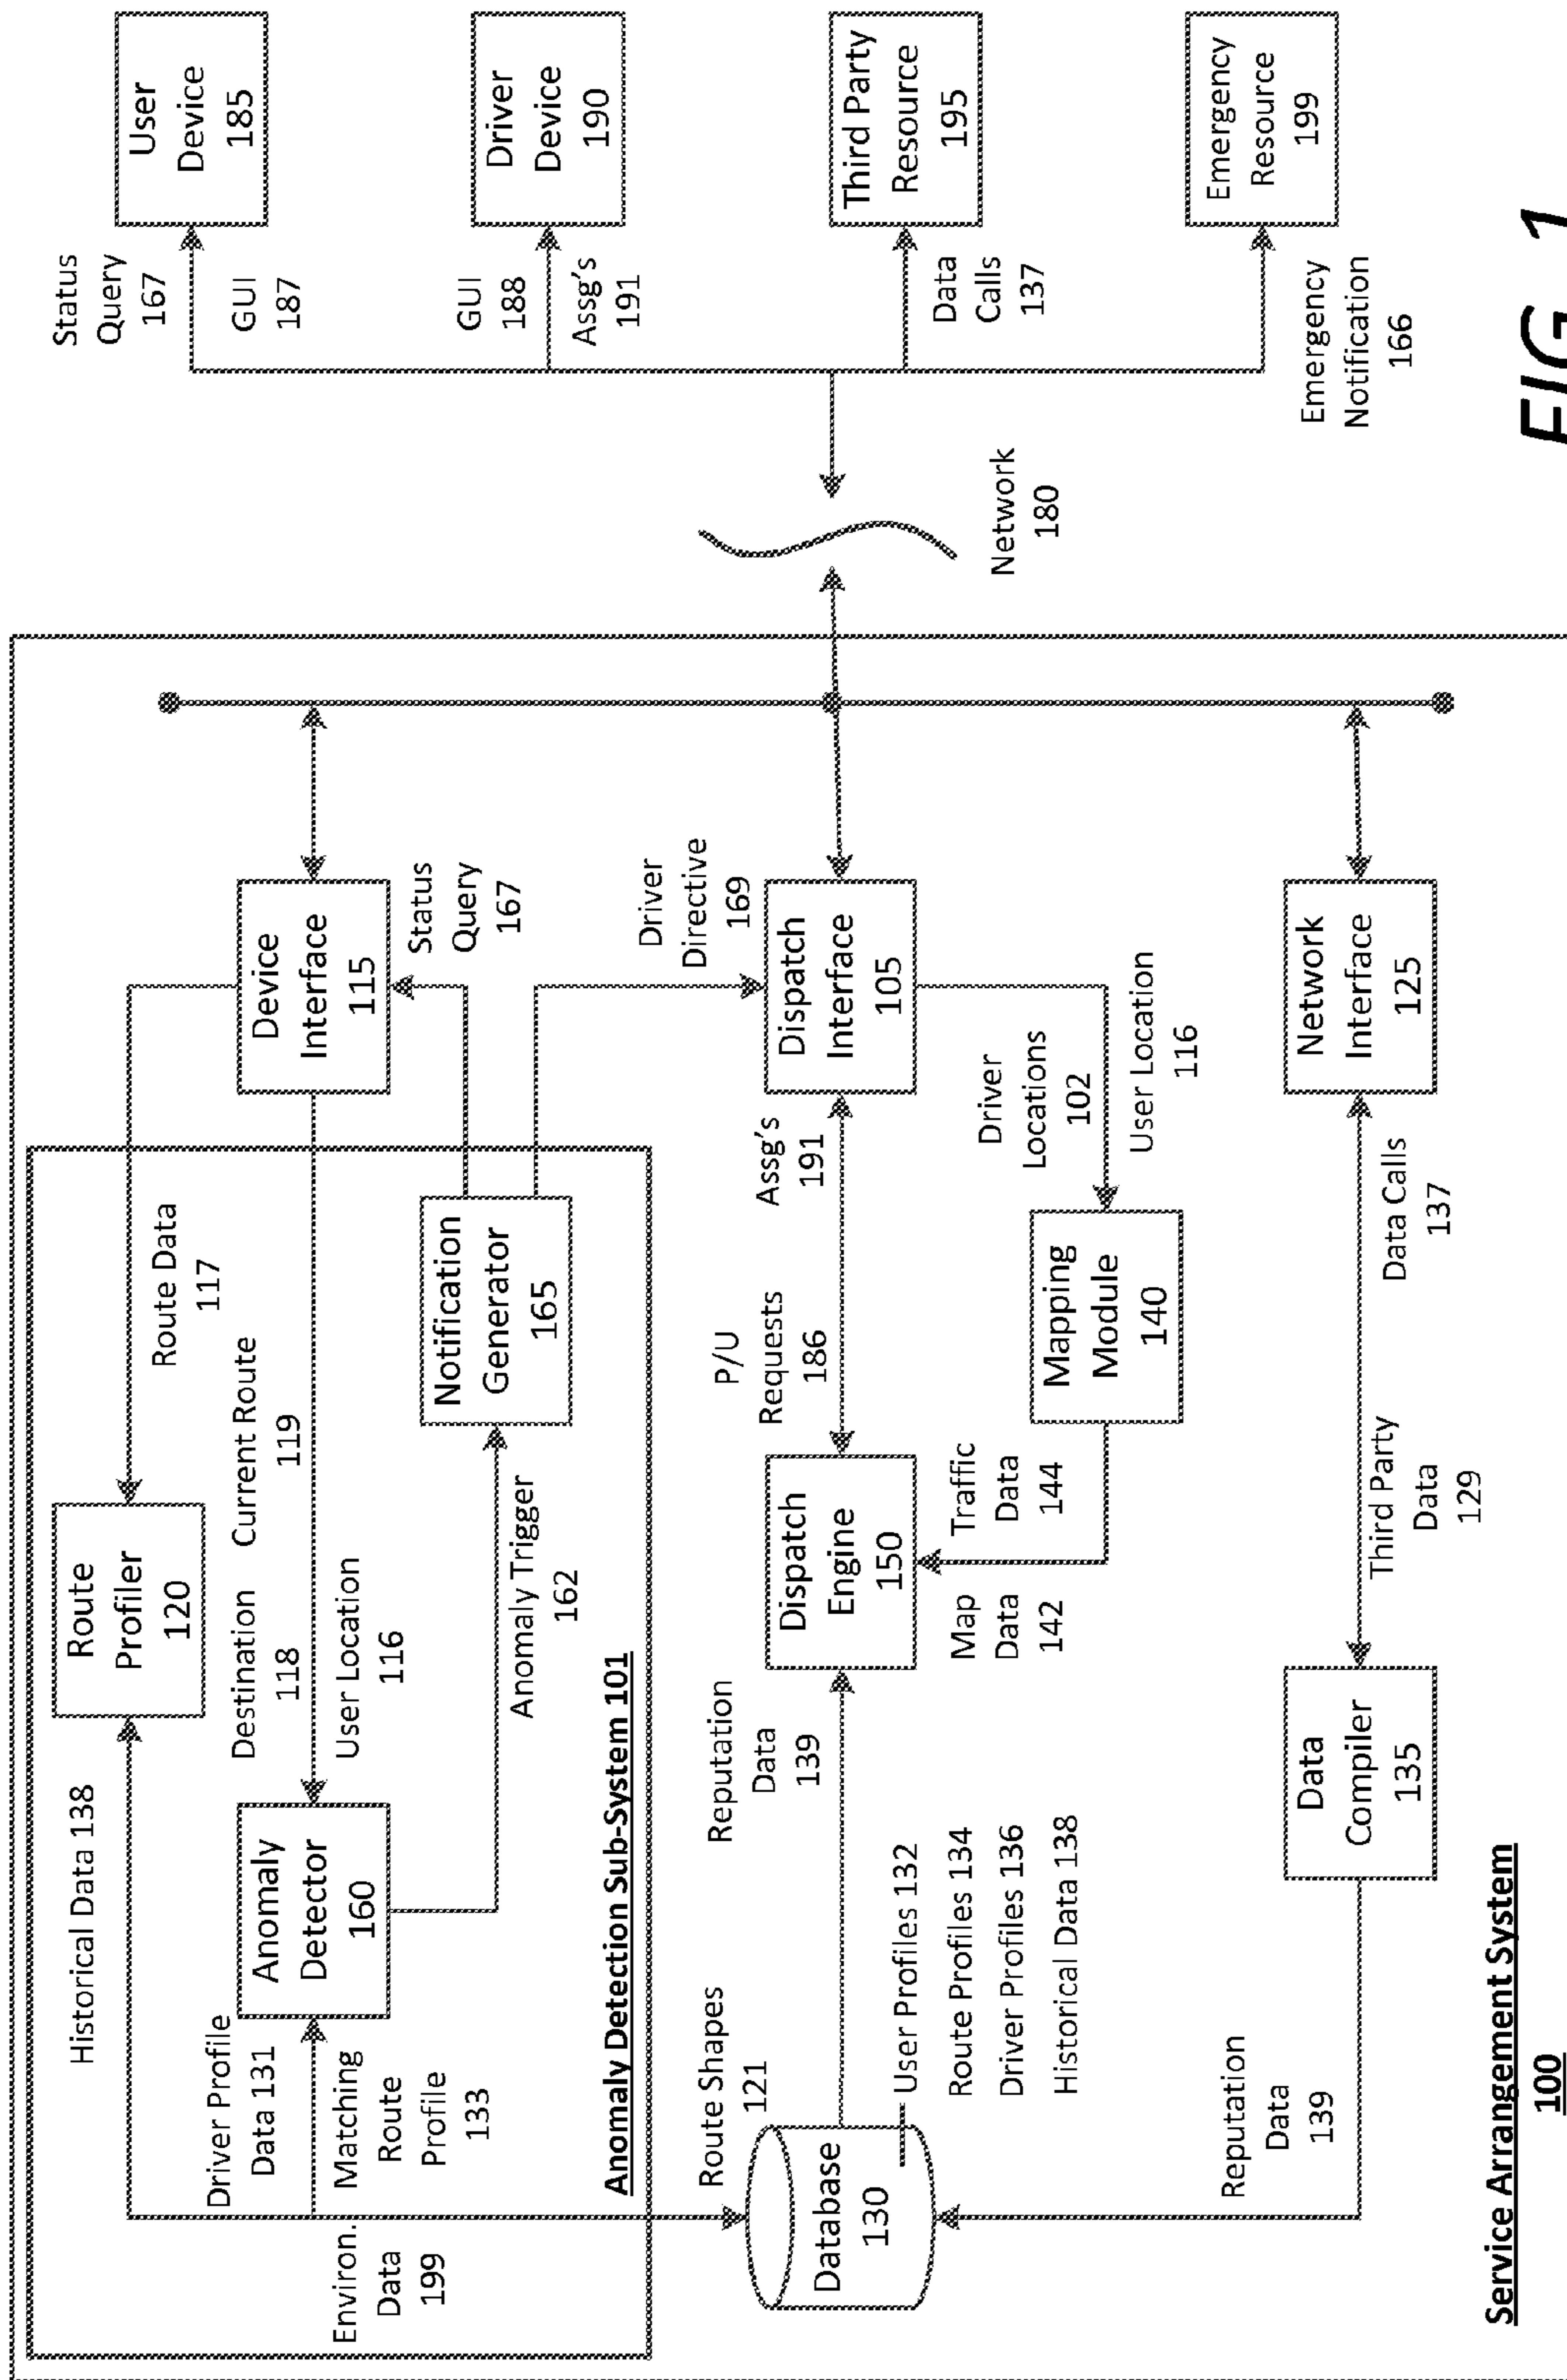 Historical Data 138
Route
Profiler
120
Route Data
117
Device
Interface
115
Status
Query
167
Driver Profile
Data 131
Matching
Route
Profile
133
Environ.
Data
199
Anomaly
Detector
160
Destination
118
Current Route
119
User Location
116
Anomaly Trigger
162
Notification
Generator
165
Anomaly Detection Sub-System 101
Driver
Directive
169
Route Shapes
121
Database
130
User Profiles 132
Route Profiles 134
Driver Profiles 136
Historical Data 138
Reputation
Data
139
Dispatch
Engine
150
P/U
Requests
186
Assg's
191
Dispatch
Interface
105
Map
Data
142
Traffic
Data
144
Mapping
Module
140
Driver
Locations
102
User Location
116
Reputation
Data
139
Data
Compiler
135
Third Party
Data
129
Data Calls
137
Network
Interface
125
Service Arrangement System
100
Network
180
Status
Query
167
GUI
187
User
Device
185
GUI
188
Assg's
191
Driver
Device
190
Data
Calls
137
Third Party
Resource
195
Emergency
Notification
166
Emergency
Resource
199
FIG. 1